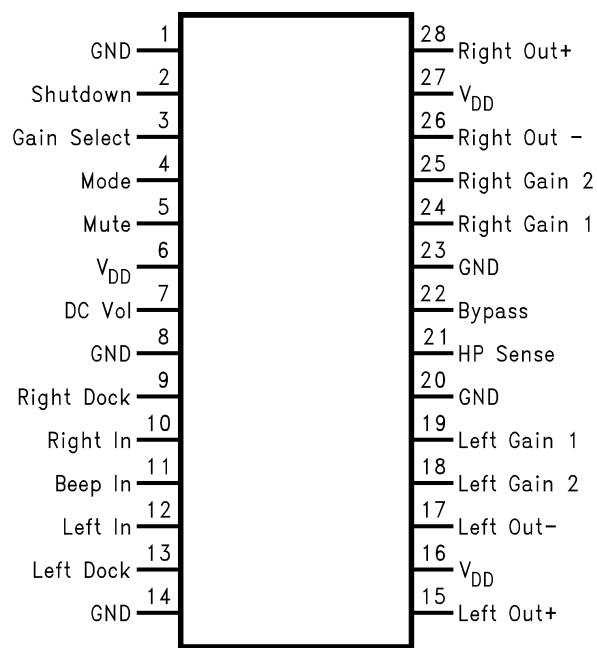 1 28
GND Right Out+
2 27
Shutdown VDD
3 26
Gain Select Right Out -
4 25
Mode Right Gain 2
5 24
Mute Right Gain 1
6 23
VDD GND
7 22
DC Vol Bypass
8 21
GND HP Sense
9 20
Right Dock GND
10 19
Right In Left Gain 1
11 18
Beep In Left Gain 2
12 17
Left In Left Out-
13 16
Left Dock VDD
14 15
GND Left Out+